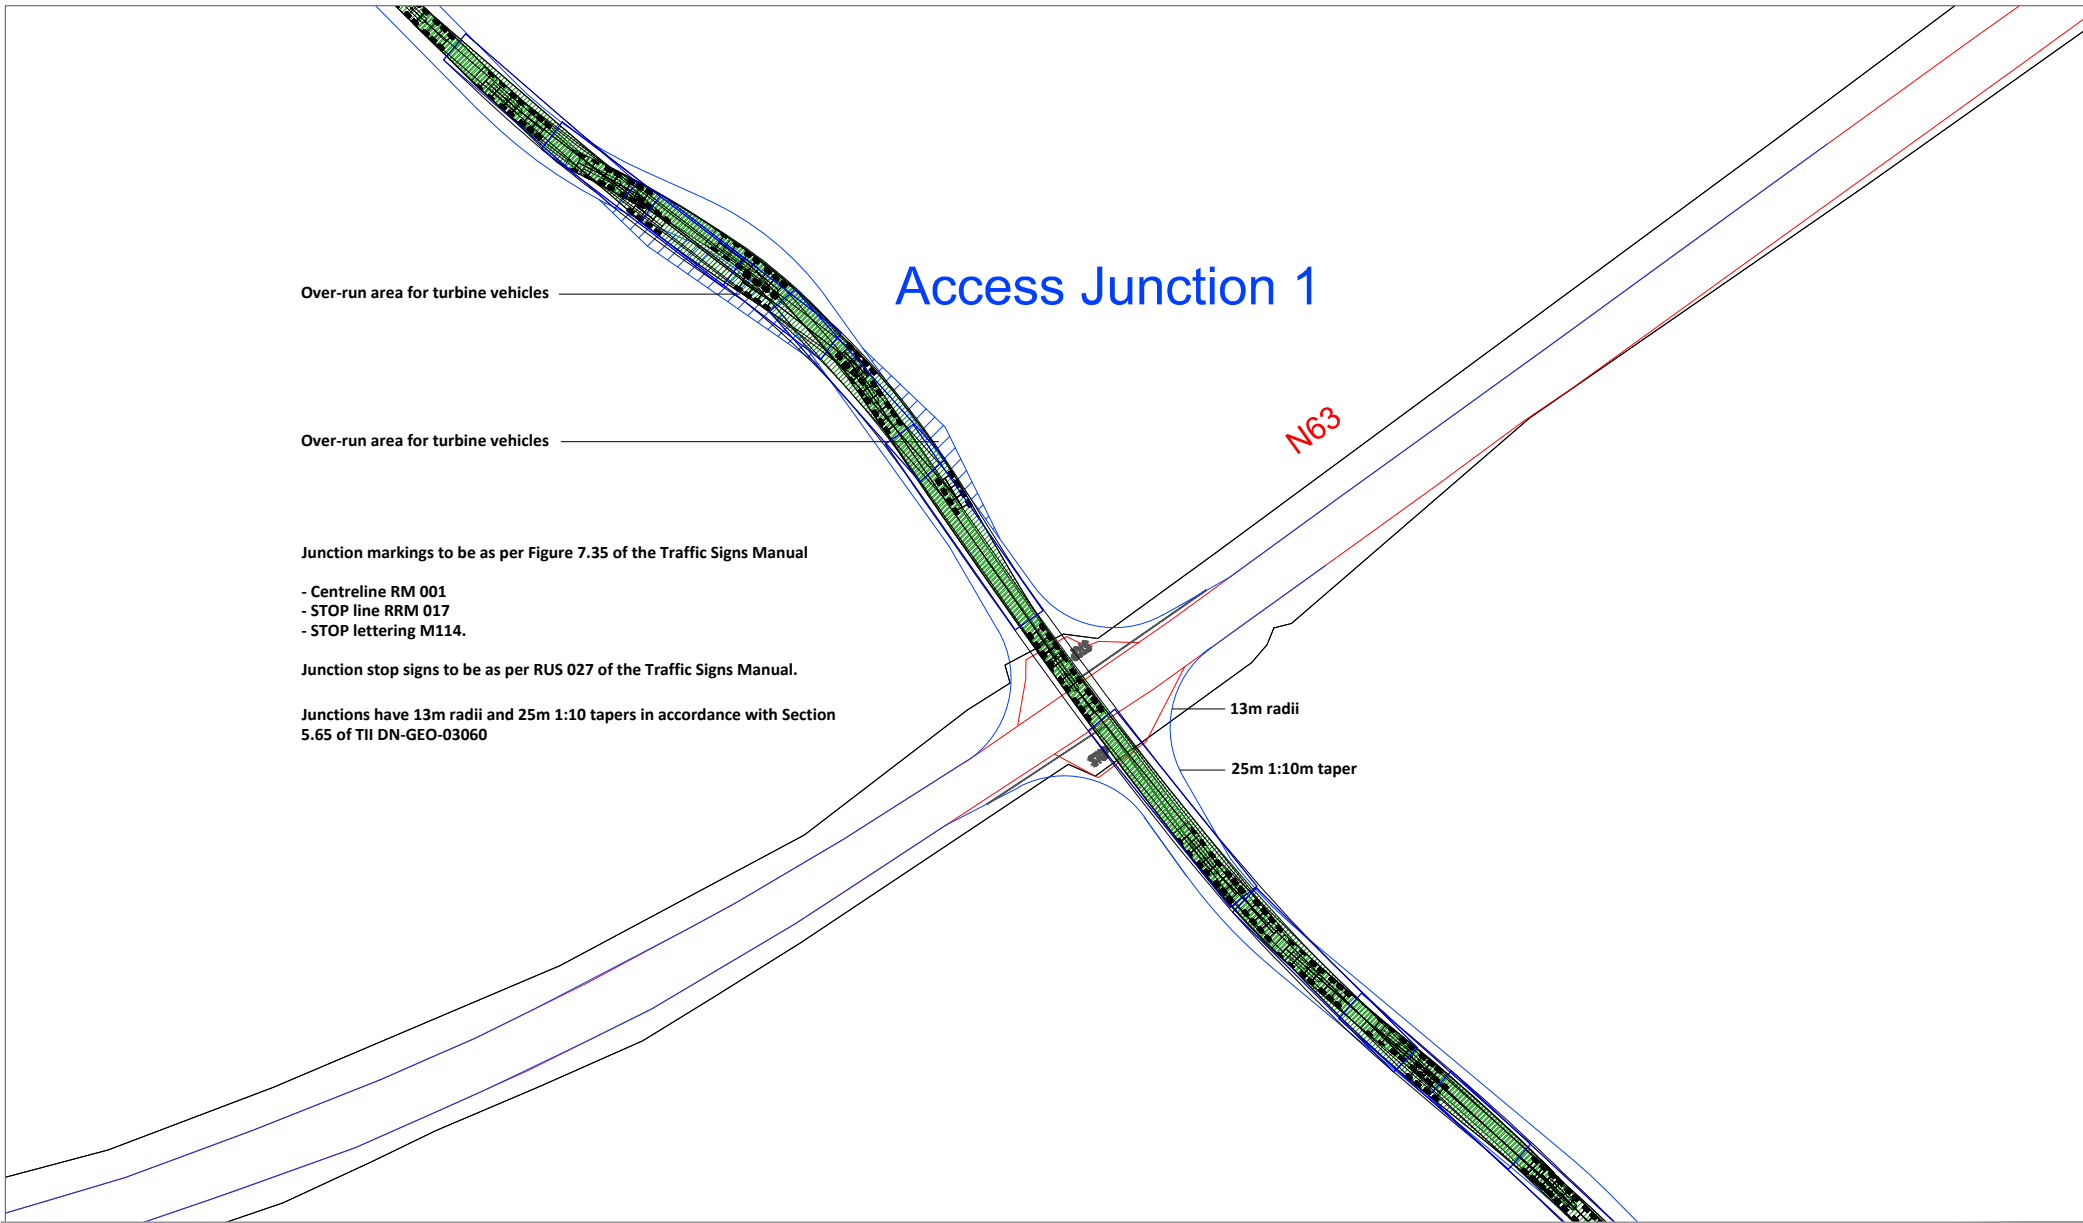 Access Junction 1
Over-run area for turbine vehicles
N63
Over-run area for turbine vehicles
Junction markings to be as per Figure 7.35 of the Traffic Signs Manual
- Centreline RM 001
- STOP line RRM 017
- STOP lettering M114.
Junction stop signs to be as per RUS 027 of the Traffic Signs Manual.
Junctions have 13m radii and 25m 1:10 tapers in accordance with Section
5.65 of TII DN-GEO-03060
13m radii
25m 1:10m taper